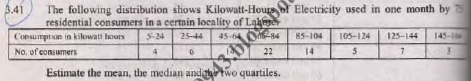 3.41 The following distribution shows Kilowatt-Hours of Electricity used in one month by 75
residential consumers in a certain locality of Lahore
Consumption in kilowatt hours 5-24 25-44 45-64 65-84 85-104 105-124 125-144 145-
No. of consumers 4 6 22 14 5 7 3
Estimate the mean, the median and two quartiles.